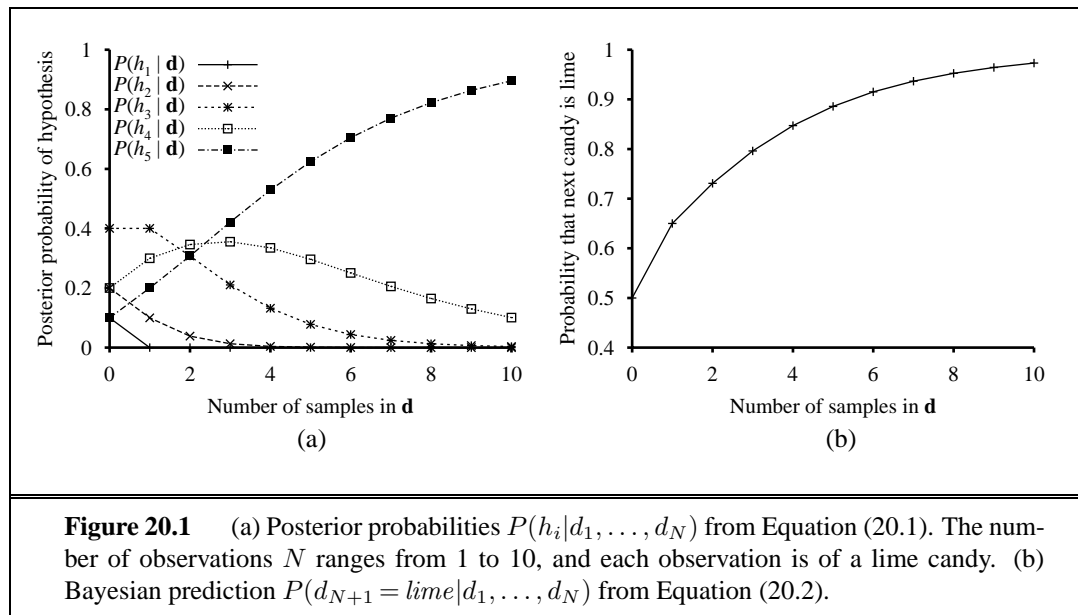 1
0.8
0.6
0.4
0.2
0
Posterior probability of hypothesis
P(h1 | d)
P(h2 | d)
P(h3 | d)
P(h4 | d)
P(h5 | d)
0 2 4 6 8 10
Number of samples in d
(a)
1
0.9
0.8
0.7
0.6
0.5
0.4
Probability that next candy is lime
0 2 4 6 8 10
Number of samples in d
(b)
Figure 20.1 (a) Posterior probabilities P(hi|d1, . . . , dN) from Equation (20.1). The num-
ber of observations N ranges from 1 to 10, and each observation is of a lime candy. (b)
Bayesian prediction P(dN+1 = lime|d1, . . . , dN) from Equation (20.2).